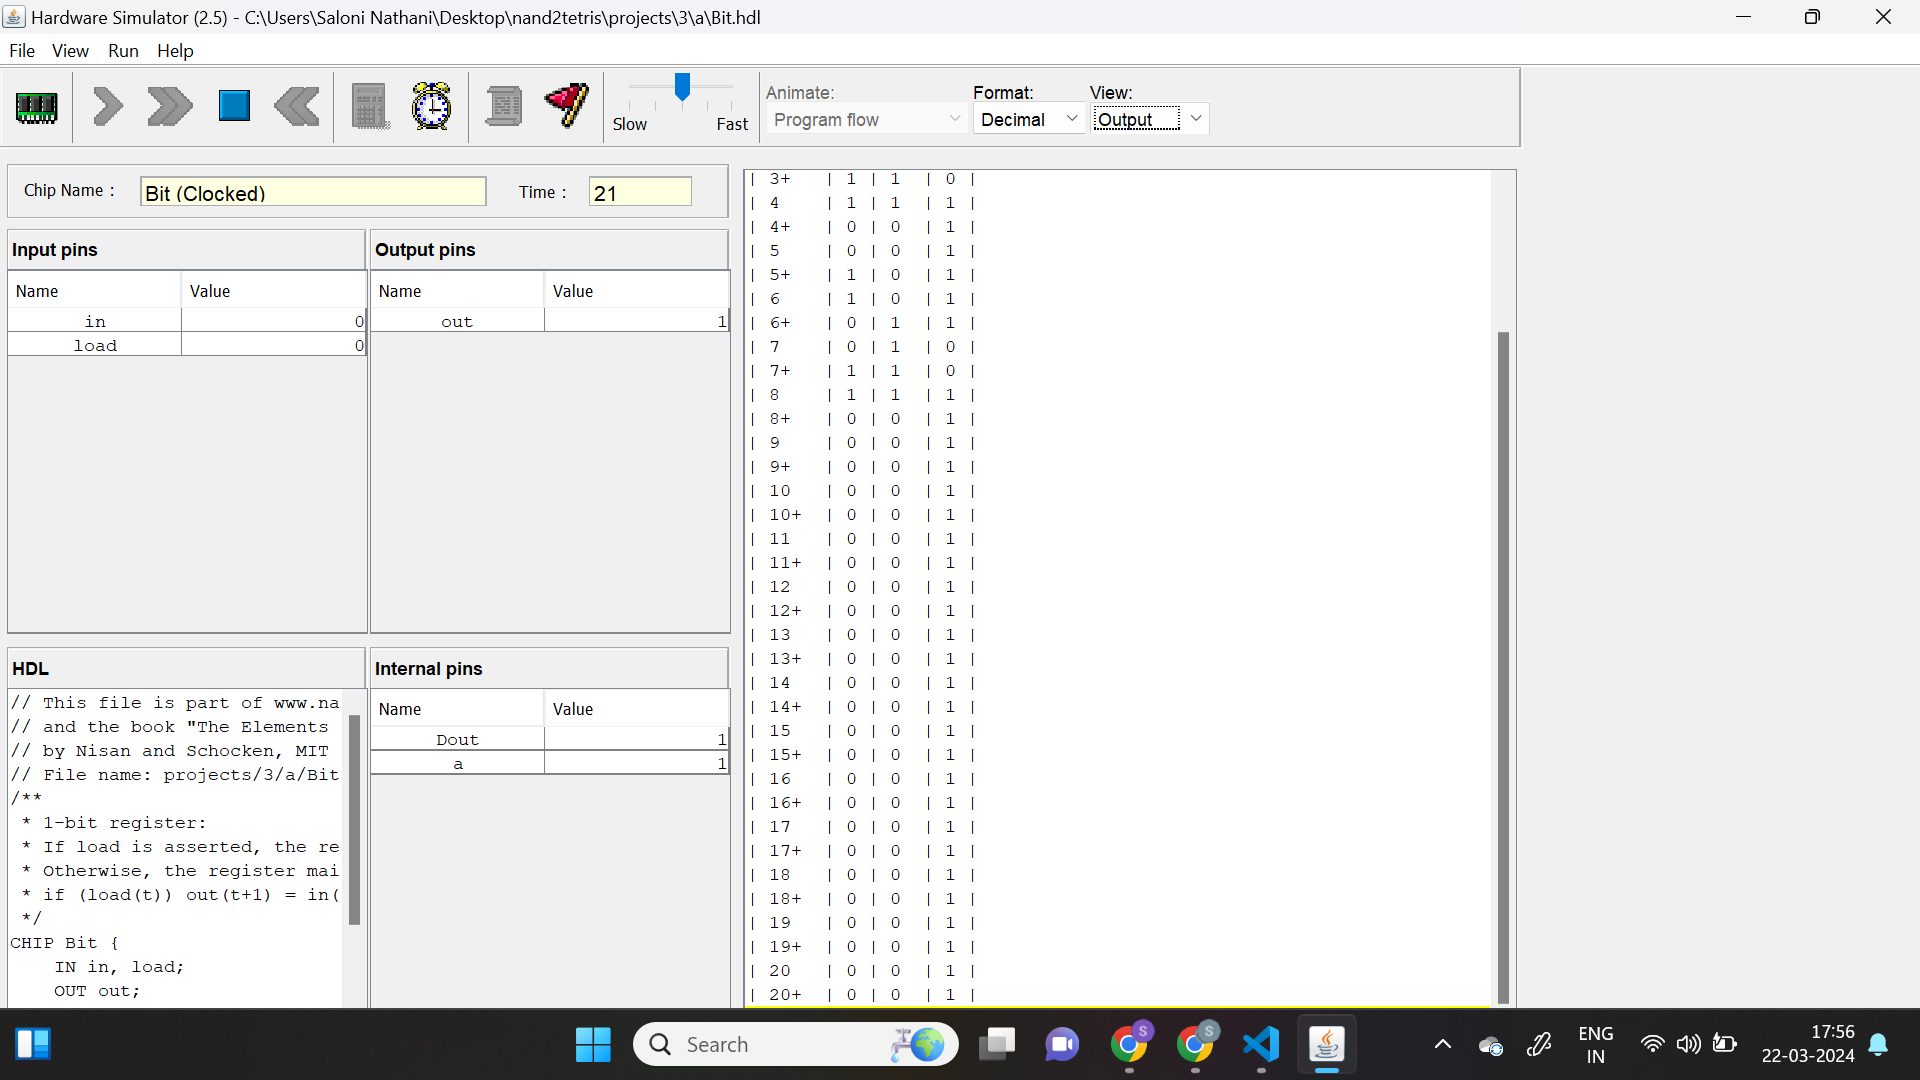 Hardware Simulator (2.5) - C:\Users\Saloni Nathani\Desktop\nand2tetris\projects\3\a\Bit.hdl
File View Run Help
Slow Fast
Animate:
Program flow
Format:
Decimal
View:
Output
Chip Name : Bit (Clocked) Time : 21
Input pins
Name Value
in 0
load 0
Output pins
Name Value
out 1
HDL
// This file is part of www.na
// and the book "The Elements
// by Nisan and Schocken, MIT
// File name: projects/3/a/Bit
/**
* 1-bit register:
* If load is asserted, the re
* Otherwise, the register mai
* if (load(t)) out(t+1) = in(
*/
CHIP Bit {
IN in, load;
OUT out;
Internal pins
Name Value
Dout 1
a 1
| 3+ | 1 | 1 | 0 |
| 4 | 1 | 1 | 1 |
| 4+ | 0 | 0 | 1 |
| 5 | 0 | 0 | 1 |
| 5+ | 1 | 0 | 1 |
| 6 | 1 | 0 | 1 |
| 6+ | 0 | 1 | 1 |
| 7 | 0 | 1 | 0 |
| 7+ | 1 | 1 | 0 |
| 8 | 1 | 1 | 1 |
| 8+ | 0 | 0 | 1 |
| 9 | 0 | 0 | 1 |
| 9+ | 0 | 0 | 1 |
| 10 | 0 | 0 | 1 |
| 10+ | 0 | 0 | 1 |
| 11 | 0 | 0 | 1 |
| 11+ | 0 | 0 | 1 |
| 12 | 0 | 0 | 1 |
| 12+ | 0 | 0 | 1 |
| 13 | 0 | 0 | 1 |
| 13+ | 0 | 0 | 1 |
| 14 | 0 | 0 | 1 |
| 14+ | 0 | 0 | 1 |
| 15 | 0 | 0 | 1 |
| 15+ | 0 | 0 | 1 |
| 16 | 0 | 0 | 1 |
| 16+ | 0 | 0 | 1 |
| 17 | 0 | 0 | 1 |
| 17+ | 0 | 0 | 1 |
| 18 | 0 | 0 | 1 |
| 18+ | 0 | 0 | 1 |
| 19 | 0 | 0 | 1 |
| 19+ | 0 | 0 | 1 |
| 20 | 0 | 0 | 1 |
| 20+ | 0 | 0 | 1 |
Search
S
S
ENG
IN
17:56
22-03-2024